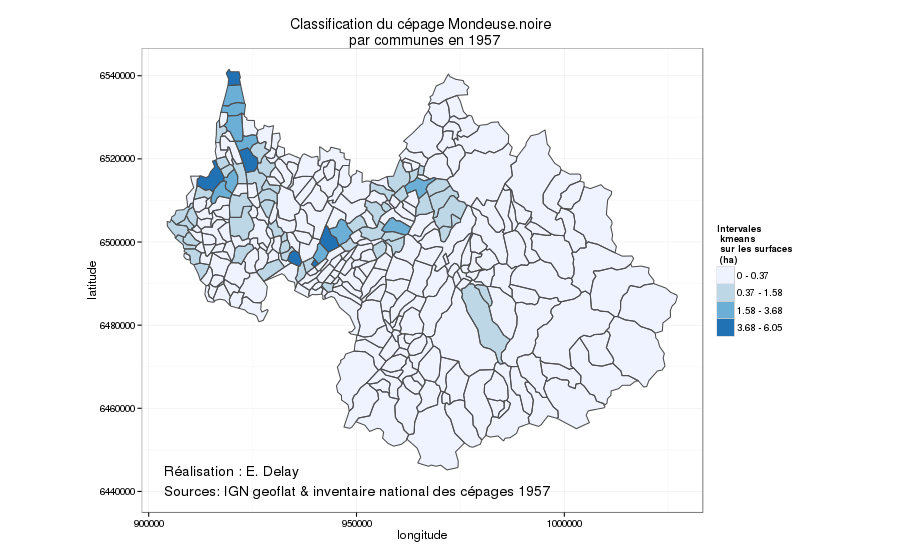 Classification du cépage Mondeuse.noire
par communes en 1957
6540000
6520000
6500000
6480000
6460000
6440000
latitude
Intervales
kmeans
sur les surfaces
(ha)
0 - 0.37
0.37 - 1.58
1.58 - 3.68
3.68 - 6.05
Réalisation : E. Delay
Sources: IGN geoflat & inventaire national des cépages 1957
900000
950000
1000000
longitude